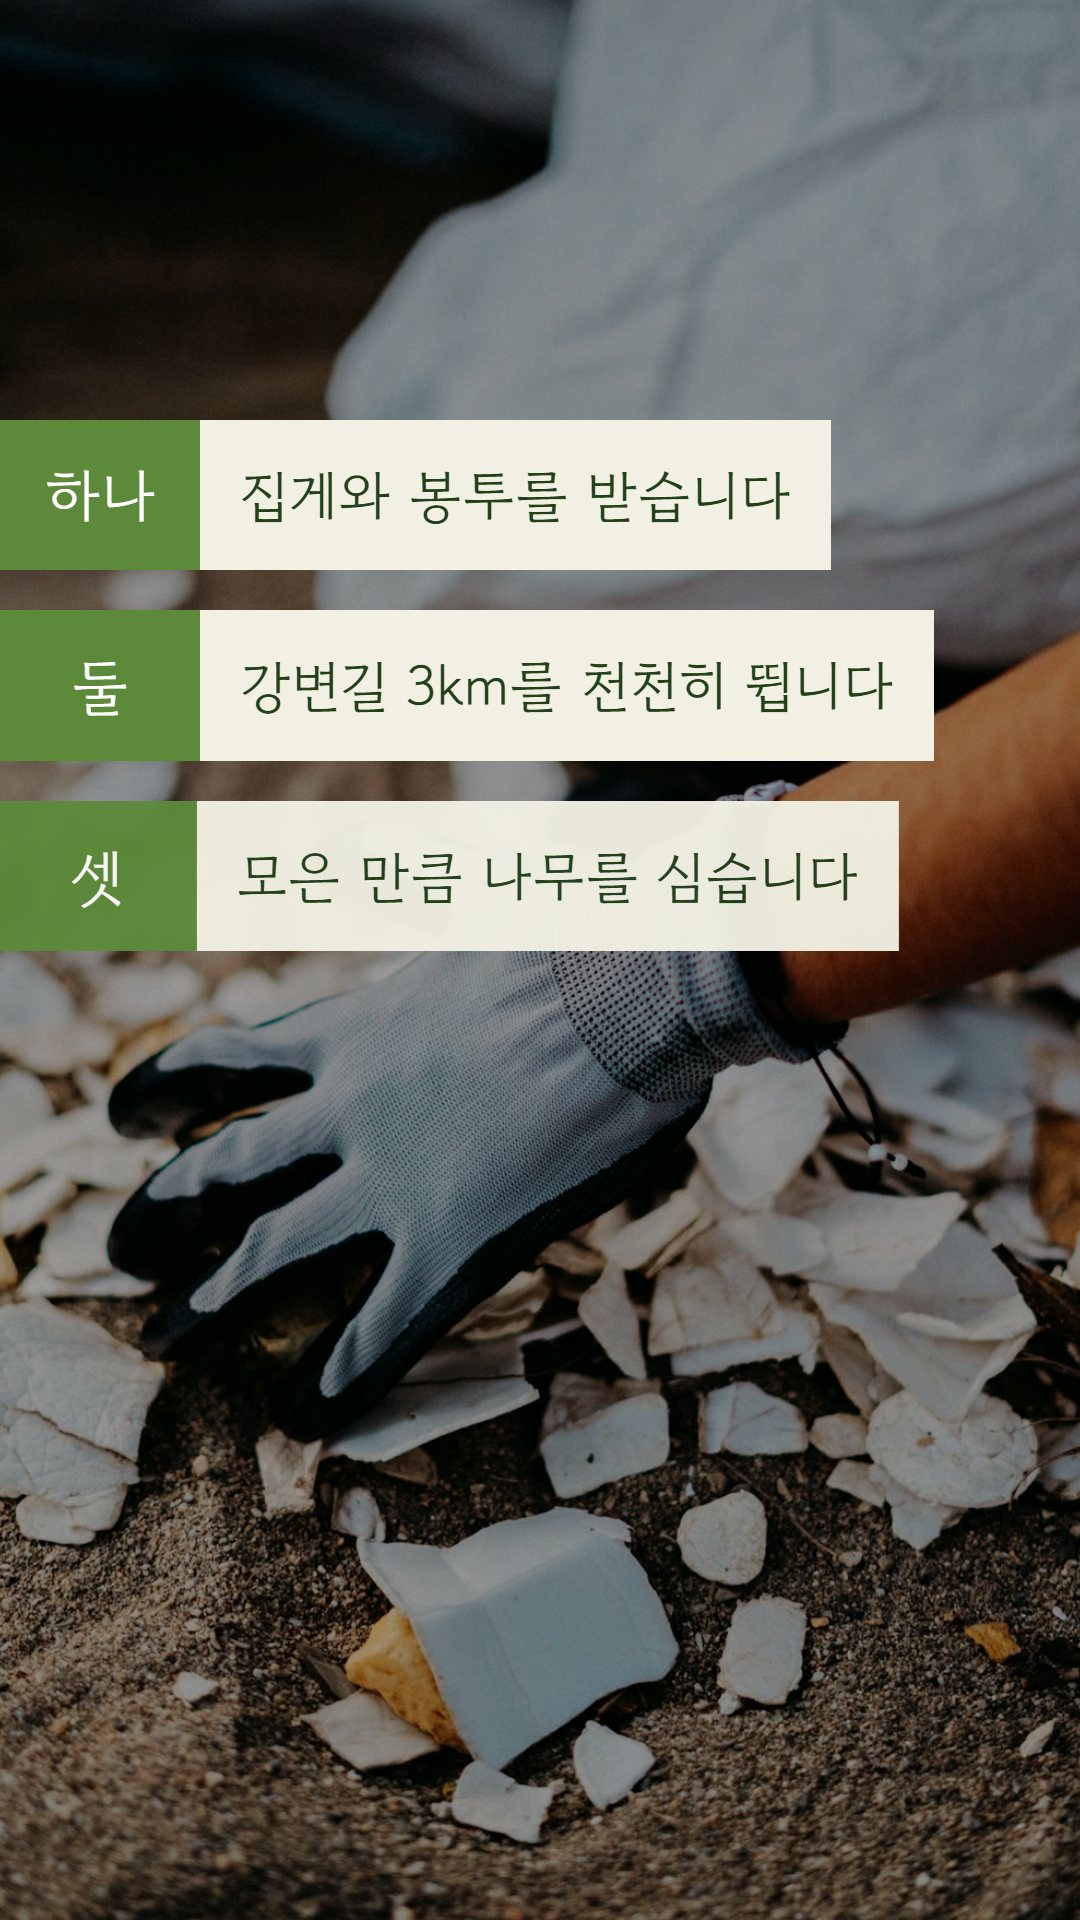 하나
집게와 봉투를 받습니다
둘
강변길 3km를 천천히 뜁니다
셋
모은 만큼 나무를 심습니다